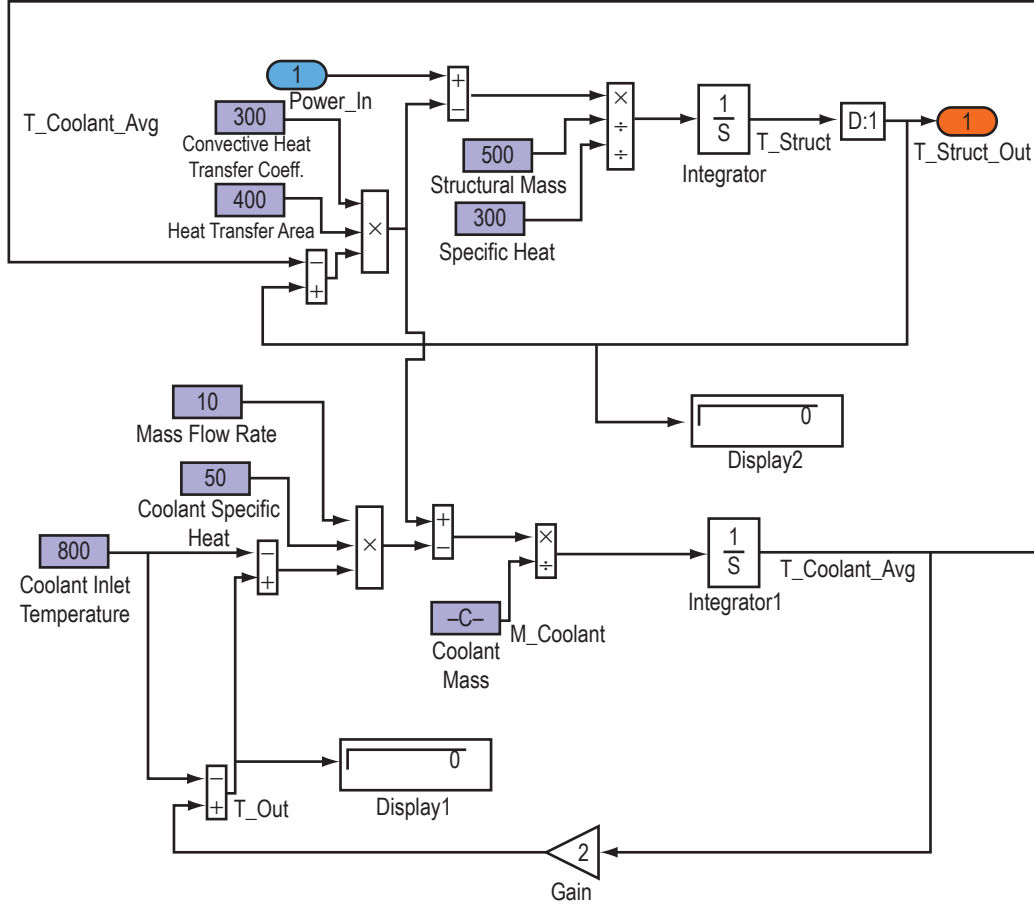 1
+
−
Power_In
T_Coolant_Avg
300
Convective Heat
Transfer Coeff.
400
Heat Transfer Area
×
−
+
500
Structural Mass
300
Specific Heat
×
÷
÷
1
S
Integrator
T_Struct
D:1
1
T_Struct_Out
10
Mass Flow Rate
50
Coolant Specific
Heat
0
Display2
800
Coolant Inlet
Temperature
−
+
×
+
−
×
÷
–C–
M_Coolant
Coolant
Mass
1
S
Integrator1
T_Coolant_Avg
−
+
T_Out
0
Display1
2
Gain